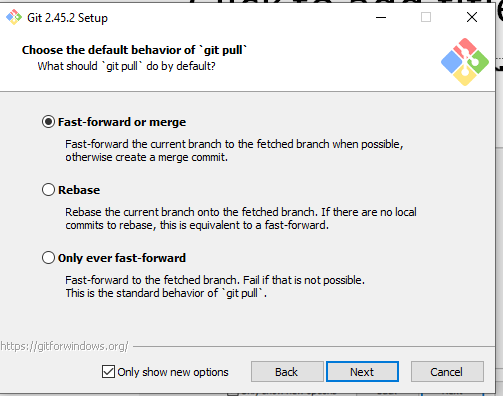 Git 2.45.2 Setup
Choose the default behavior of `git pull`
What should `git pull` do by default?
Fast-forward or merge
Fast-forward the current branch to the fetched branch when possible,
otherwise create a merge commit.
Rebase
Rebase the current branch onto the fetched branch. If there are no local
commits to rebase, this is equivalent to a fast-forward.
Only ever fast-forward
Fast-forward to the fetched branch. Fail if that is not possible.
This is the standard behavior of `git pull`.
https://gitforwindows.org/
Only show new options
Back
Next
Cancel